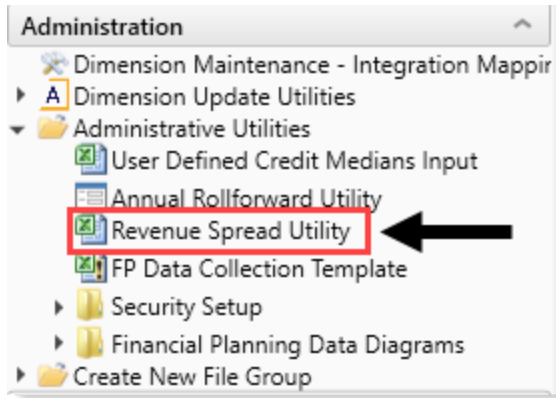 Administration
Dimension Maintenance - Integration Mappin
A Dimension Update Utilities
Administrative Utilities
User Defined Credit Medians Input
Annual Rollforward Utility
Revenue Spread Utility
FP Data Collection Template
Security Setup
Financial Planning Data Diagrams
Create New File Group